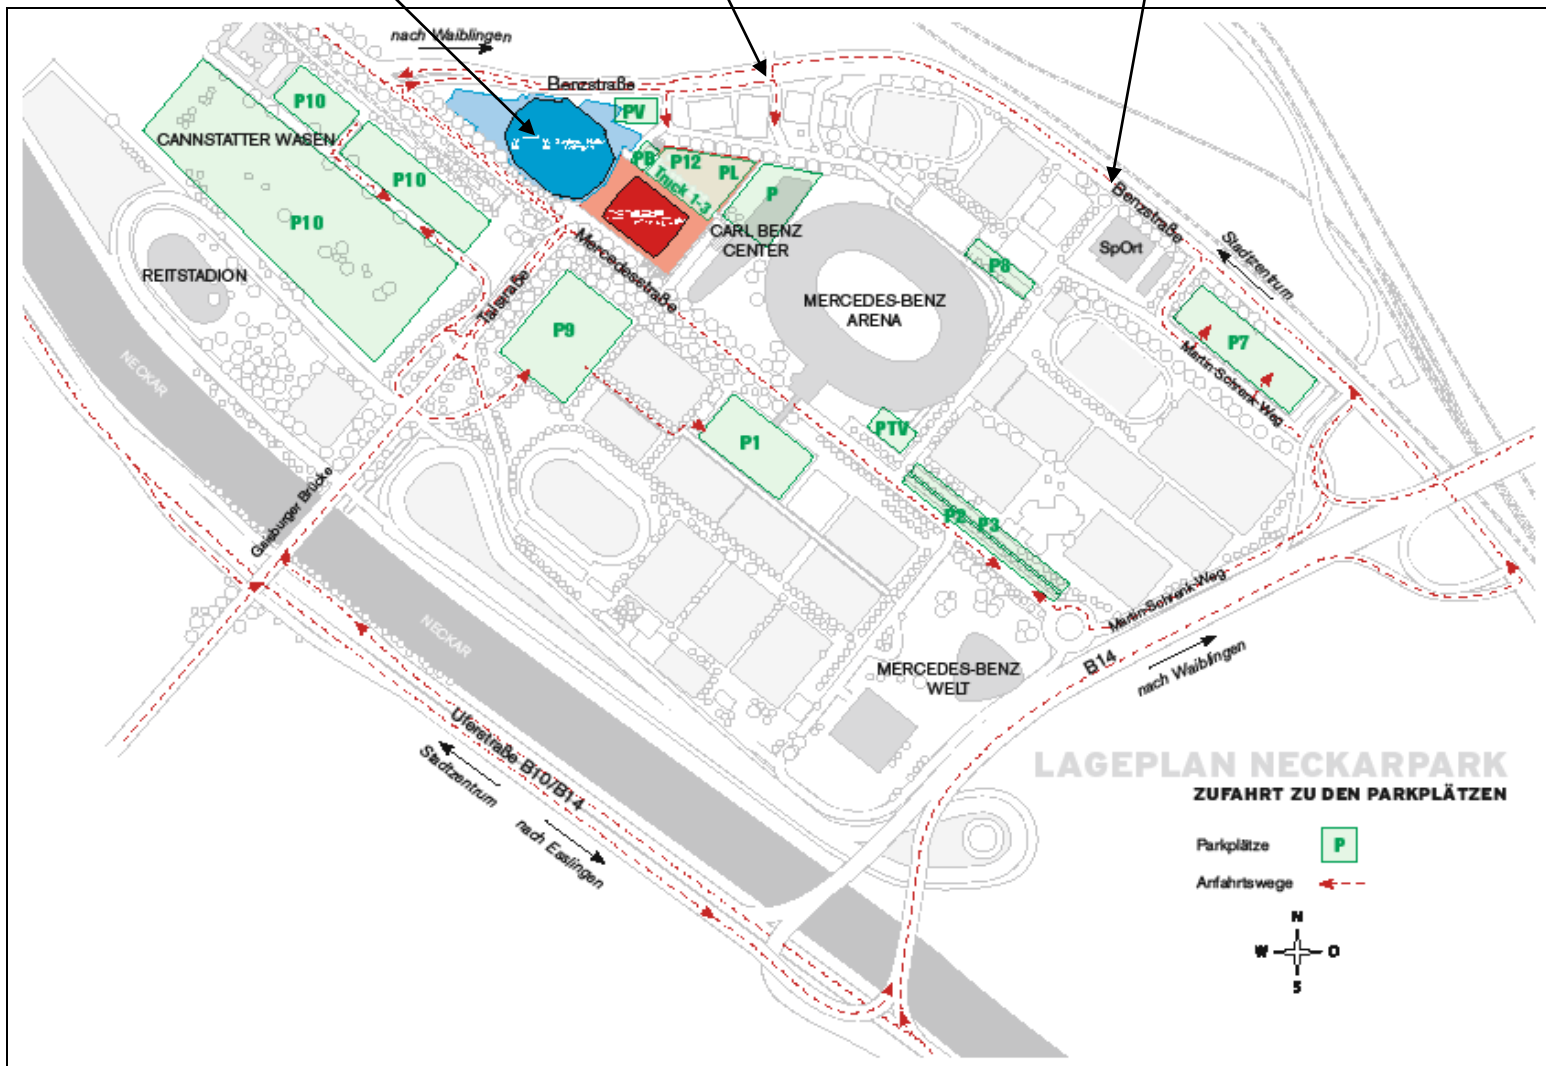 nach Waiblingen
Benzstraße
P10
PV
CANNSTATTER WASEN
PB
P12
PL
Truck 1-3
P
P10
P10
CARL BENZ
CENTER
Benzstraße
SpOrt
Stadtzentrum
REITSTADION
Talstraße
Mercedesstraße
P8
MERCEDES-BENZ
ARENA
P9
P7
Martin-Schrenk-Weg
NECKAR
PTV
P1
Gaisburger Brücke
P2
P3
NECKAR
Martin-Schrenk-Weg
B14
nach Waiblingen
MERCEDES-BENZ
WELT
Uferstraße B10/B14
Stadtzentrum
nach Esslingen
LAGEPLAN NECKARPARK
ZUFAHRT ZU DEN PARKPLÄTZEN
Parkplätze
P
Anfahrtswege
N
W
O
S